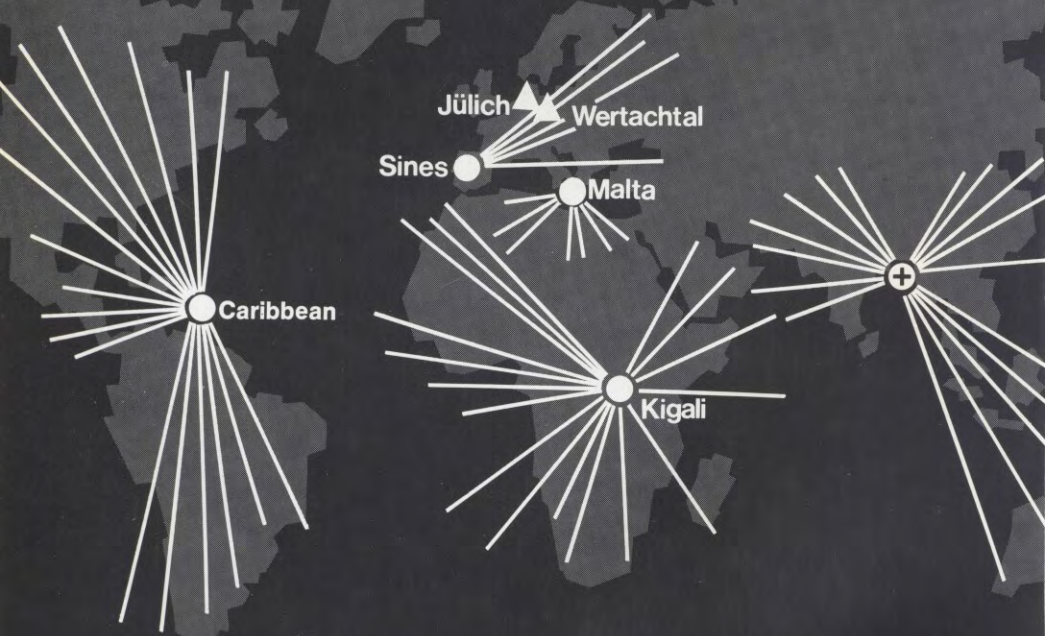 Jülich
Wertachtal
Sines
Malta
Caribbean
Kigali